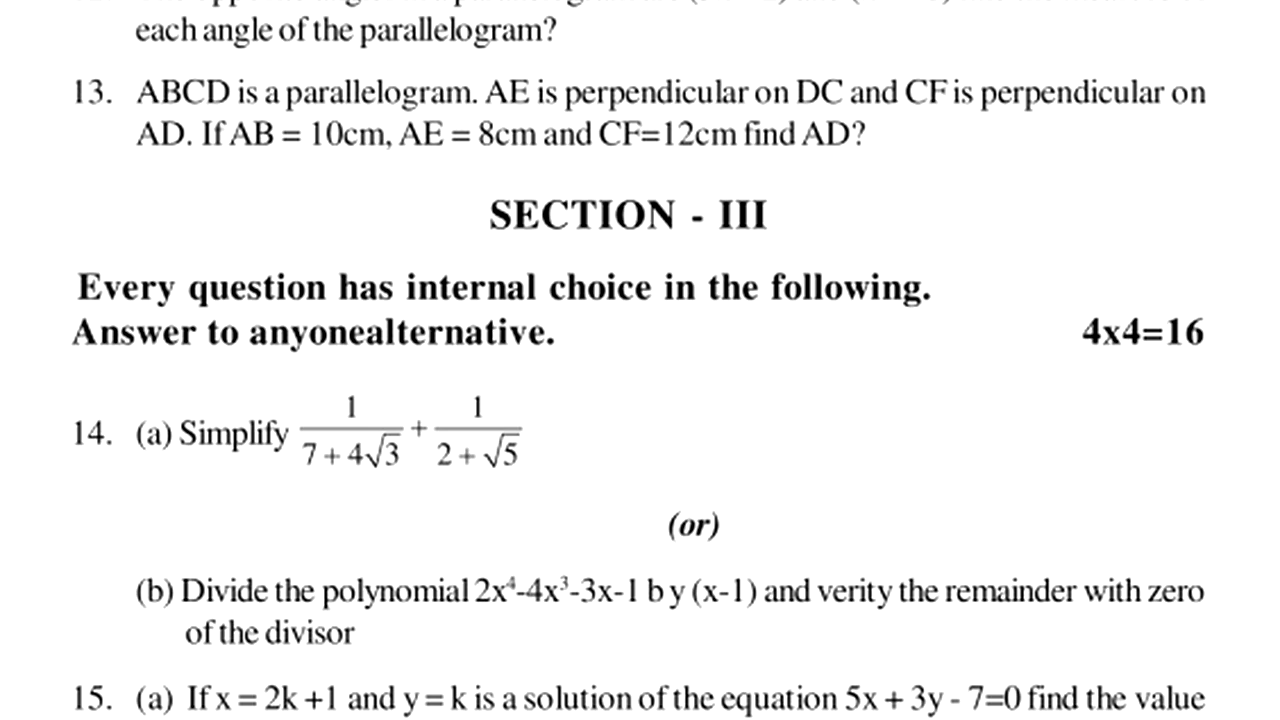 each angle of the parallelogram?
13. ABCD is a parallelogram. AE is perpendicular on DC and CF is perpendicular on
AD. If AB = 10cm, AE = 8cm and CF=12cm find AD?
SECTION - III
Every question has internal choice in the following.
Answer to anyonealternative. 4x4=16
14. (a) Simplify 1/(7 + 4√3) + 1/(2 + √5)
(or)
(b) Divide the polynomial 2x⁴-4x³-3x-1 b y (x-1) and verity the remainder with zero
of the divisor
15. (a) If x = 2k +1 and y = k is a solution of the equation 5x + 3y - 7=0 find the value